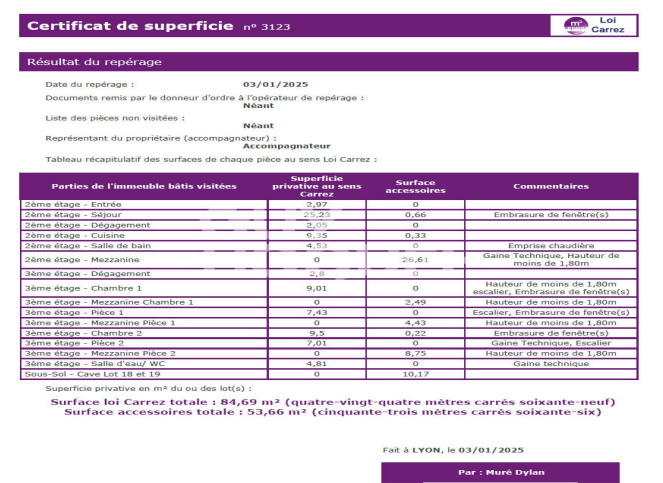 Certificat de superficie nº 3123
m²
Loi
Carrez
Résultat du repérage
Date du repérage : 03/01/2025
Documents remis par le donneur d'ordre à l'opérateur de repérage :
Néant
Liste des pièces non visitées :
Néant
Représentant du propriétaire (accompagnateur) :
Accompagnateur
Tableau récapitulatif des surfaces de chaque pièce au sens Loi Carrez :
Parties de l'immeuble bâtis visitées Superficie privative au sens Carrez Surface accessoires Commentaires
2ème étage - Entrée 2,97 0
2ème étage - Séjour 25,23 0,66 Embrasure de fenêtre(s)
2ème étage - Dégagement 2,05 0
2ème étage - Cuisine 9,35 0,33
2ème étage - Salle de bain 4,53 0 Emprise chaudière
2ème étage - Mezzanine 0 26,61 Gaine Technique, Hauteur de moins de 1,80m
3ème étage - Dégagement 2,8 0
3ème étage - Chambre 1 9,01 0 Hauteur de moins de 1,80m escalier, Embrasure de fenêtre(s)
3ème étage - Mezzanine Chambre 1 0 2,49 Hauteur de moins de 1,80m
3ème étage - Pièce 1 7,43 0 Escalier, Embrasure de fenêtre(s)
3ème étage - Mezzanine Pièce 1 0 4,43 Hauteur de moins de 1,80m
3ème étage - Chambre 2 9,5 0,22 Embrasure de fenêtre(s)
3ème étage - Pièce 2 7,01 0 Gaine Technique, Escalier
3ème étage - Mezzanine Pièce 2 0 8,75 Hauteur de moins de 1,80m
3ème étage - Salle d'eau/ WC 4,81 0 Gaine technique
Sous-Sol - Cave Lot 18 et 19 0 10,17
Superficie privative en m² du ou des lot(s) :
Surface loi Carrez totale : 84,69 m² (quatre-vingt-quatre mètres carrés soixante-neuf)
Surface accessoires totale : 53,66 m² (cinquante-trois mètres carrés soixante-six)
Fait à LYON, le 03/01/2025
Par : Muré Dylan